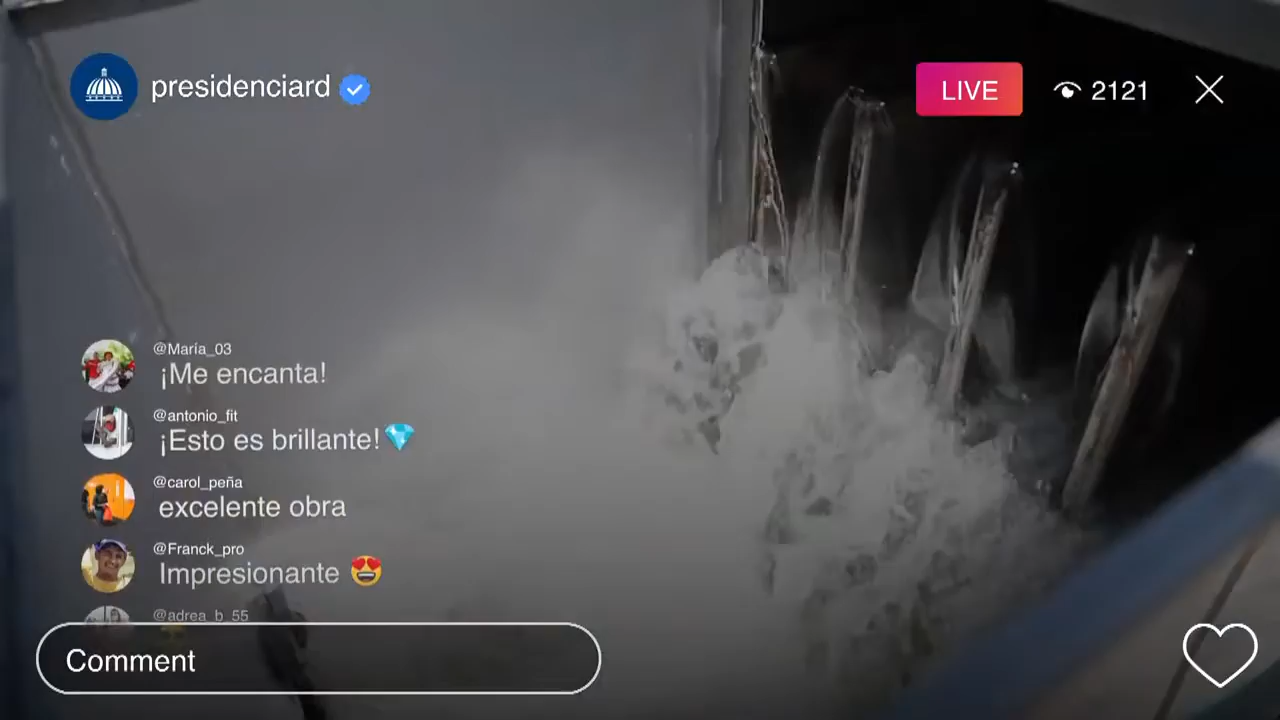 presidenciard
LIVE
2121
@María_03
¡Me encanta!
@antonio_fit
¡Esto es brillante!💎
@carol_peña
excelente obra
@Franck_pro
Impresionante 😍
@adrea_b_55
Comment